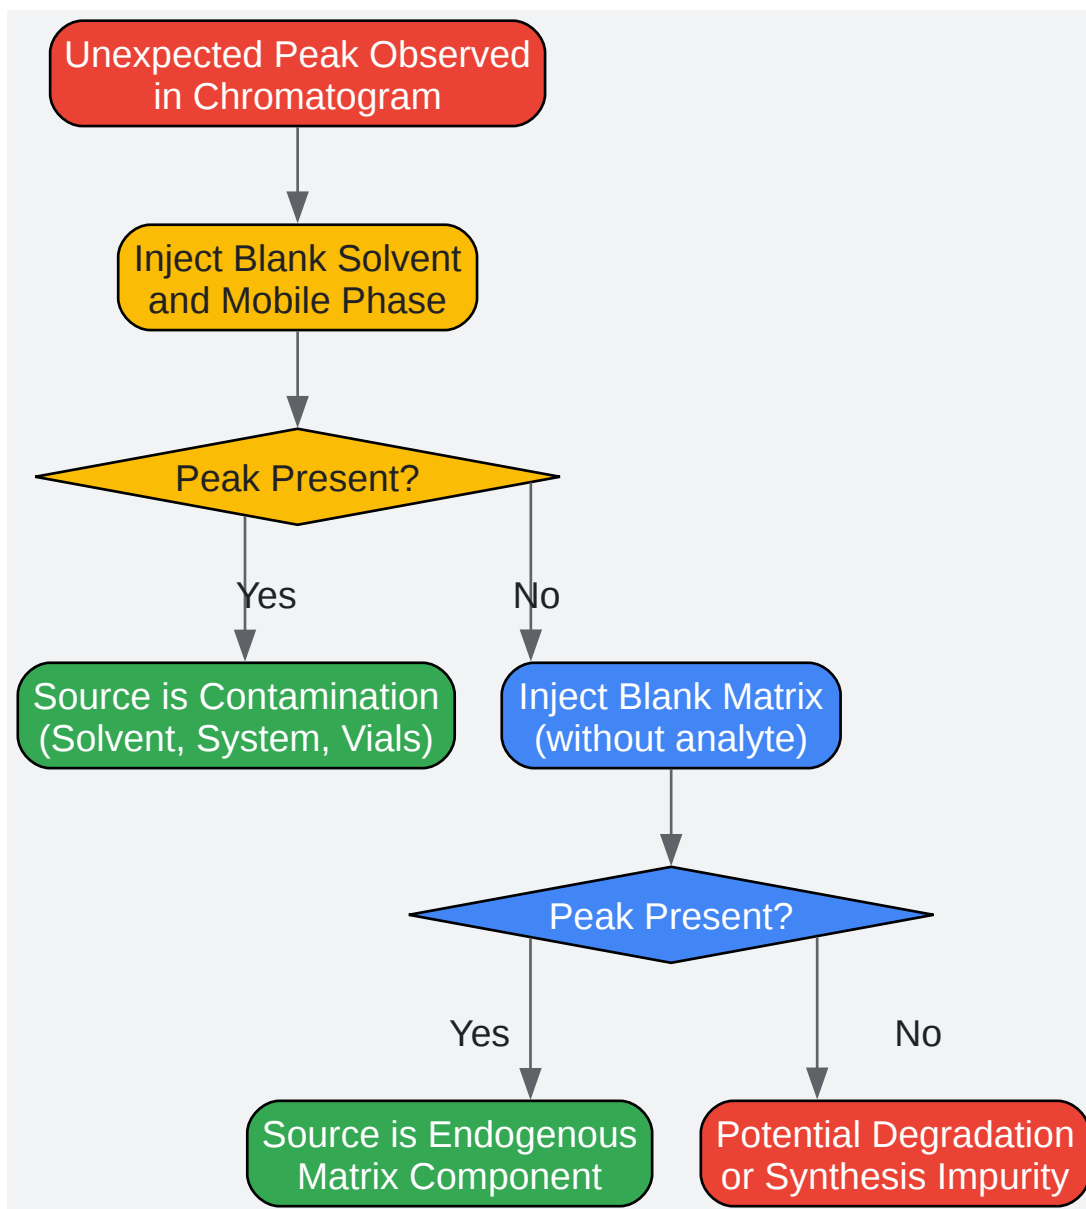 Unexpected Peak Observed
in Chromatogram
Inject Blank Solvent
and Mobile Phase
Peak Present?
Yes
No
Source is Contamination
(Solvent, System, Vials)
Inject Blank Matrix
(without analyte)
Peak Present?
Yes
No
Source is Endogenous
Matrix Component
Potential Degradation
or Synthesis Impurity